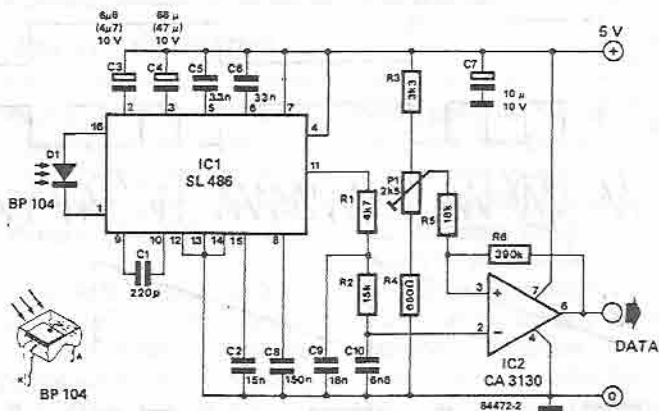 6µ8
(4µ7)
10 V
68 µ
(47 µ)
10 V
5 V
C3
C4
C5
C6
33n
33n
R3
3k3
C7
10 µ
10 V
2
3
5
6
7
4
16
D1
IC1
SL 486
11
P1
2k5
BP 104
1
R1
4k7
R5
18k
R6
390k
9
10
12
13
14
15
8
C1
220p
R2
15k
R4
680Ω
3
+
7
6
2
−
4
IC2
CA 3130
DATA
C2
15n
C8
150n
C9
18n
C10
6n8
K
A
BP 104
84472-2
0